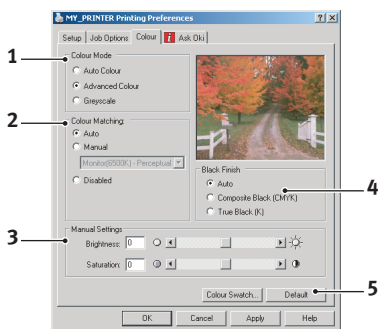 MY_PRINTER Printing Preferences
Setup Job Options Colour Ask Oki
1
Colour Mode
Auto Colour
Advanced Colour
Greyscale
2
Colour Matching:
Auto
Manual
Monitor(6500K) - Perceptual
Disabled
Black Finish
Auto
Composite Black (CMYK)
True Black (K)
4
3
Manual Settings
Brightness: 0
Saturation: 0
5
Colour Swatch... Default
OK Cancel Apply Help